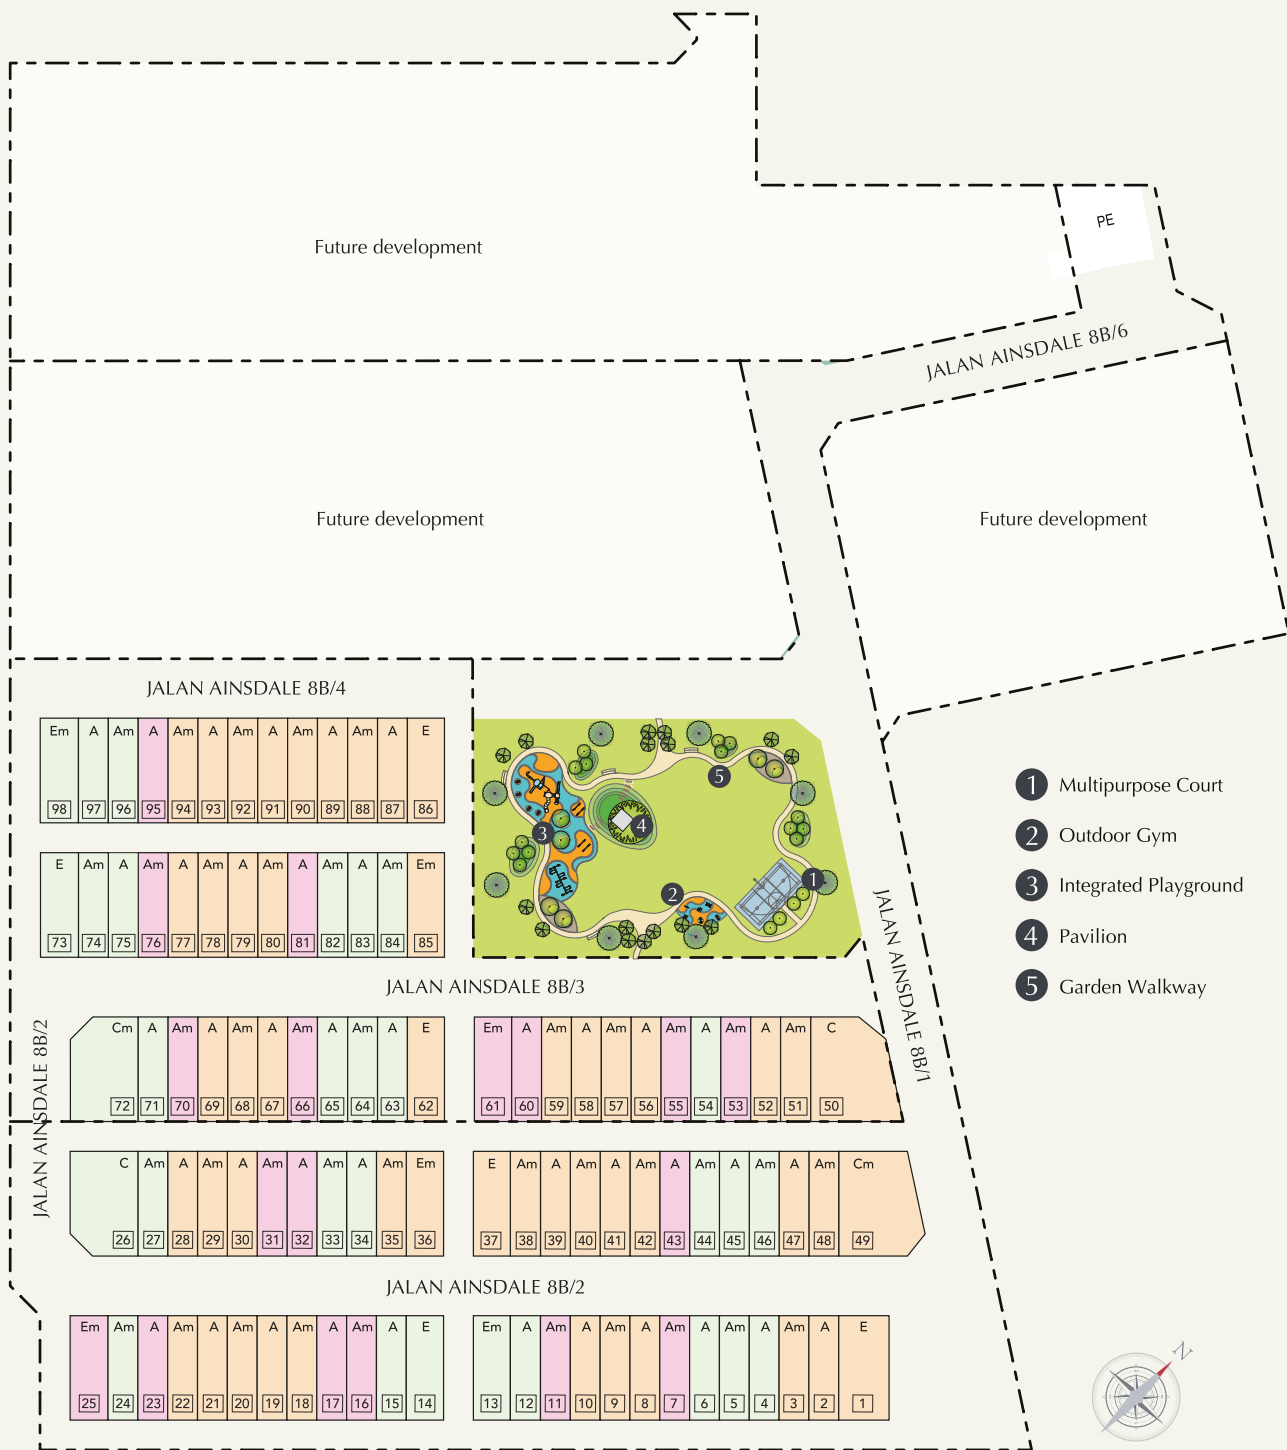 Future development
PE
JALAN AINSDALE 8B/6
Future development
Future development
JALAN AINSDALE 8B/4
Em A Am A Am A Am A Am A Am A E
98 97 96 95 94 93 92 91 90 89 88 87 86
E Am A Am A Am A Am A Am A Am Em
73 74 75 76 77 78 79 80 81 82 83 84 85
1 2 3 4 5
1 Multipurpose Court
2 Outdoor Gym
3 Integrated Playground
4 Pavilion
5 Garden Walkway
JALAN AINSDALE 8B/1
JALAN AINSDALE 8B/3
JALAN AINSDALE 8B/2
Cm A Am A Am A Am A Am A E
72 71 70 69 68 67 66 65 64 63 62
Em A Am A Am A Am A Am A Am C
61 60 59 58 57 56 55 54 53 52 51 50
C Am A Am A Am A Am A Am Em
26 27 28 29 30 31 32 33 34 35 36
E Am A Am A Am A Am A Am A Am Cm
37 38 39 40 41 42 43 44 45 46 47 48 49
JALAN AINSDALE 8B/2
Em Am A Am A Am A Am A Am A E
25 24 23 22 21 20 19 18 17 16 15 14
Em A Am A Am A Am A Am A Am A E
13 12 11 10 9 8 7 6 5 4 3 2 1
N